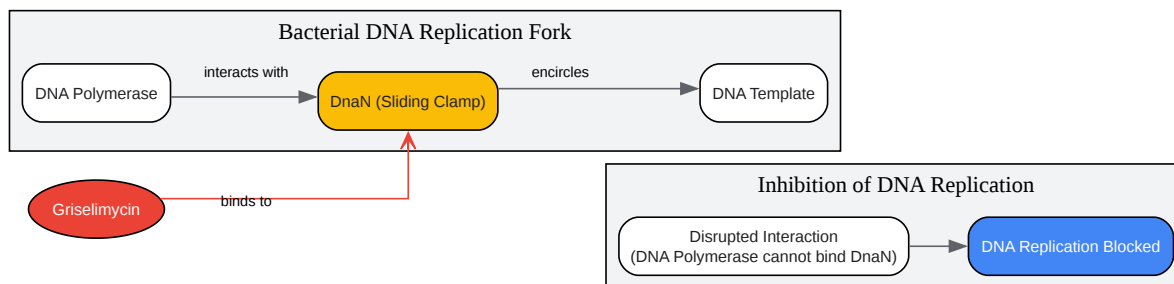 Bacterial DNA Replication Fork
DNA Polymerase
interacts with
DnaN (Sliding Clamp)
encircles
DNA Template
Griselimycin
binds to
Inhibition of DNA Replication
Disrupted Interaction
(DNA Polymerase cannot bind DnaN)
DNA Replication Blocked